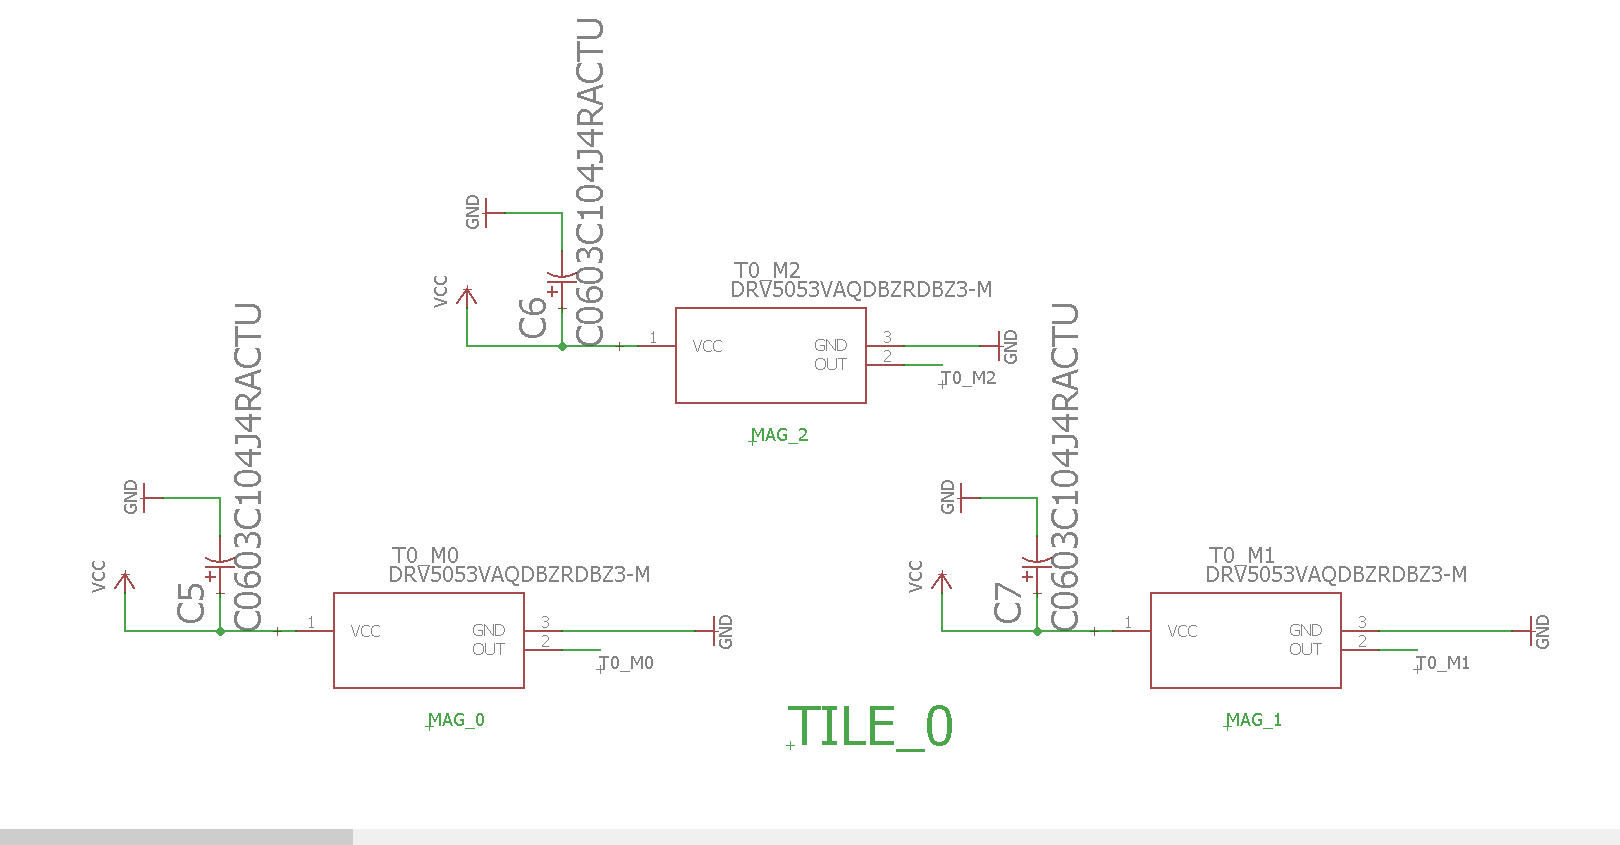 C0603C104J4RACTU
GND
VCC
C6
T0_M2
DRV5053VAQDBZRDBZ3-M
1
VCC
GND
OUT
3
2
GND
T0_M2
MAG_2
C0603C104J4RACTU
GND
VCC
C5
T0_M0
DRV5053VAQDBZRDBZ3-M
1
VCC
GND
OUT
3
2
GND
T0_M0
MAG_0
C0603C104J4RACTU
GND
VCC
C7
T0_M1
DRV5053VAQDBZRDBZ3-M
1
VCC
GND
OUT
3
2
GND
T0_M1
MAG_1
TILE_0